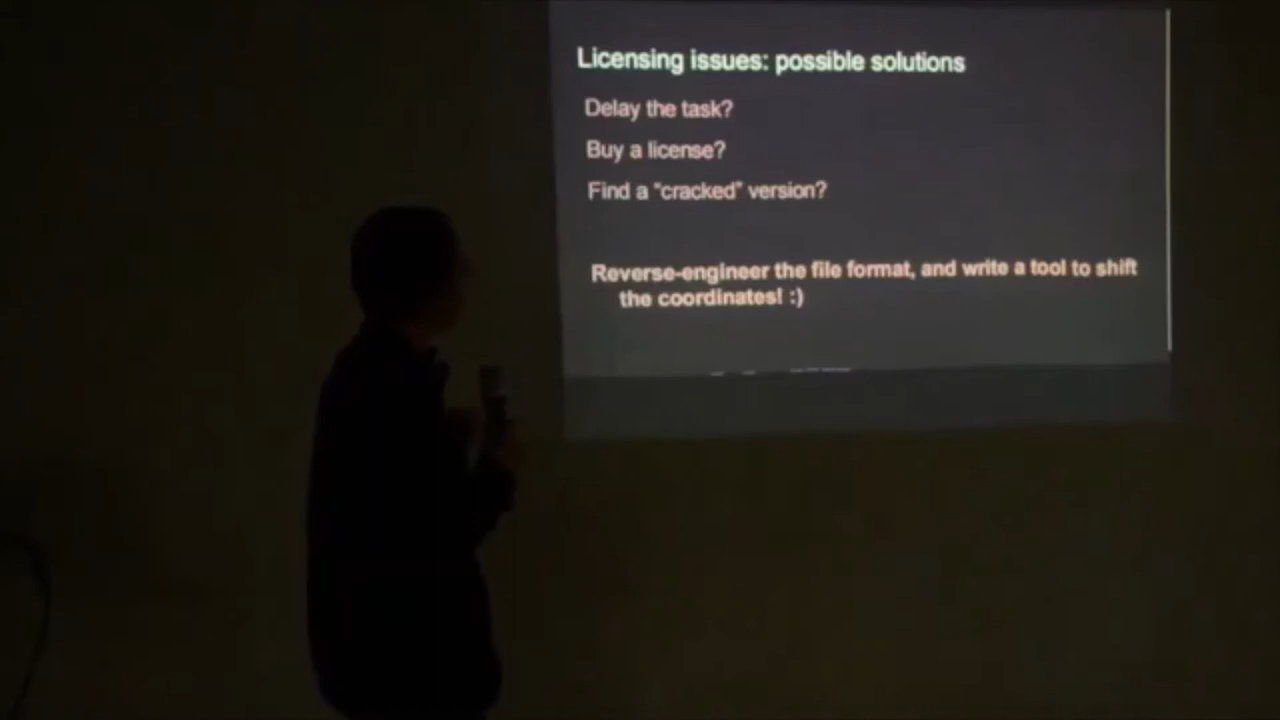 Licensing issues: possible solutions
Delay the task?
Buy a license?
Find a "cracked" version?
Reverse-engineer the file format, and write a tool to shift
the coordinates! :)